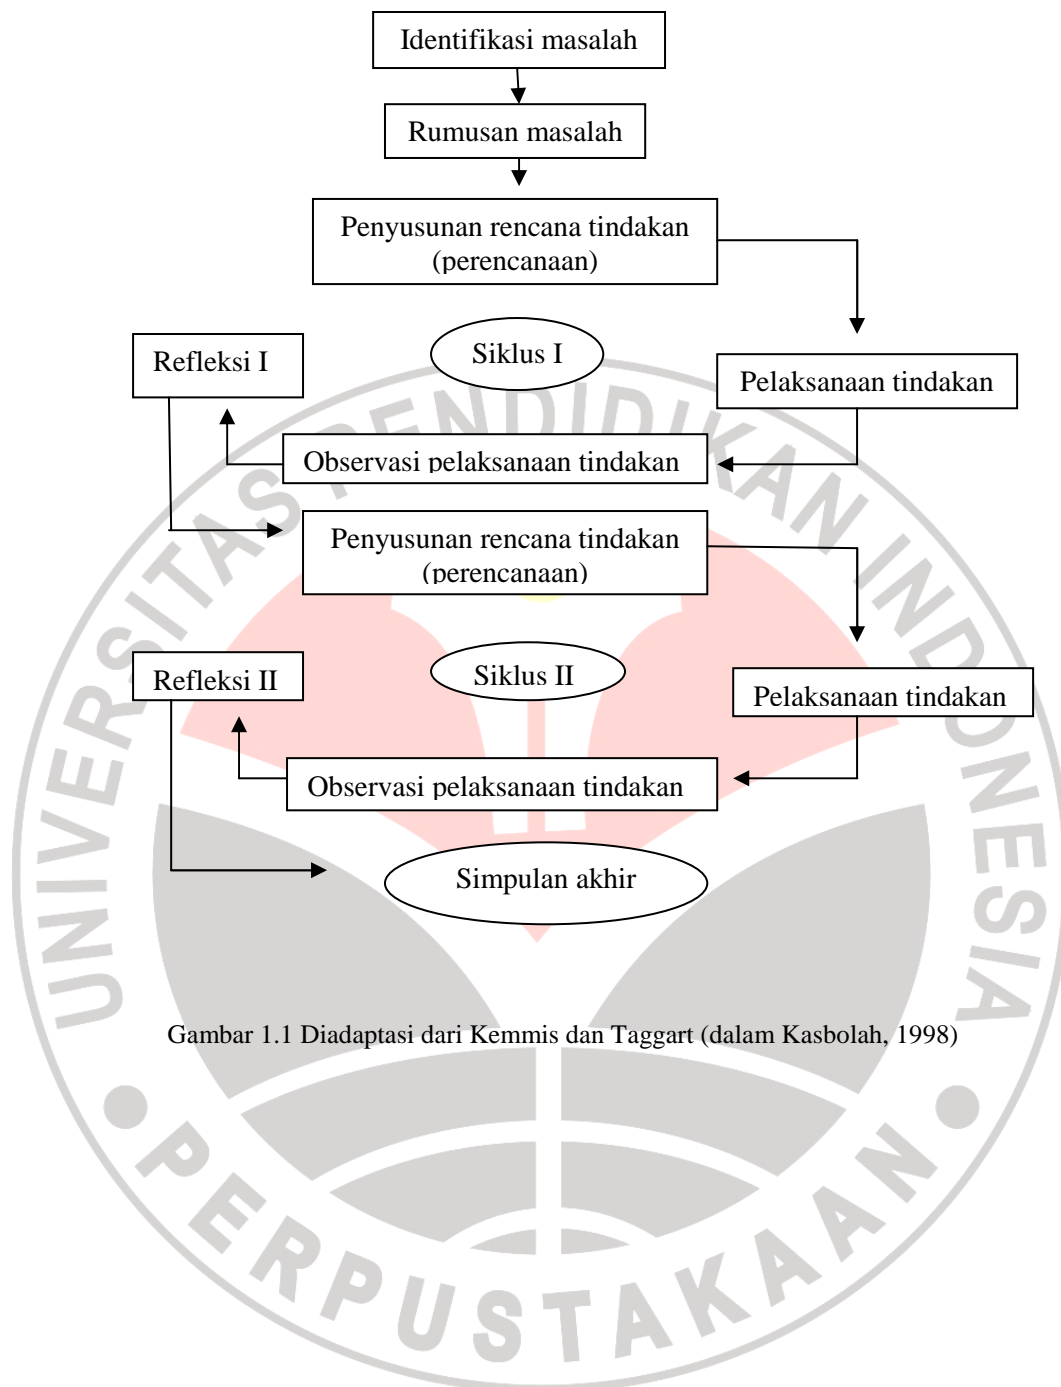 Identifikasi masalah
Rumusan masalah
Penyusunan rencana tindakan
(perencanaan)
Refleksi I
Siklus I
Pelaksanaan tindakan
Observasi pelaksanaan tindakan
Penyusunan rencana tindakan
(perencanaan)
Refleksi II
Siklus II
Pelaksanaan tindakan
Observasi pelaksanaan tindakan
Simpulan akhir
Gambar 1.1 Diadaptasi dari Kemmis dan Taggart (dalam Kasbolah, 1998)
UNIVERSITAS PENDIDIKAN INDONESIA
PERPUSTAKAAN